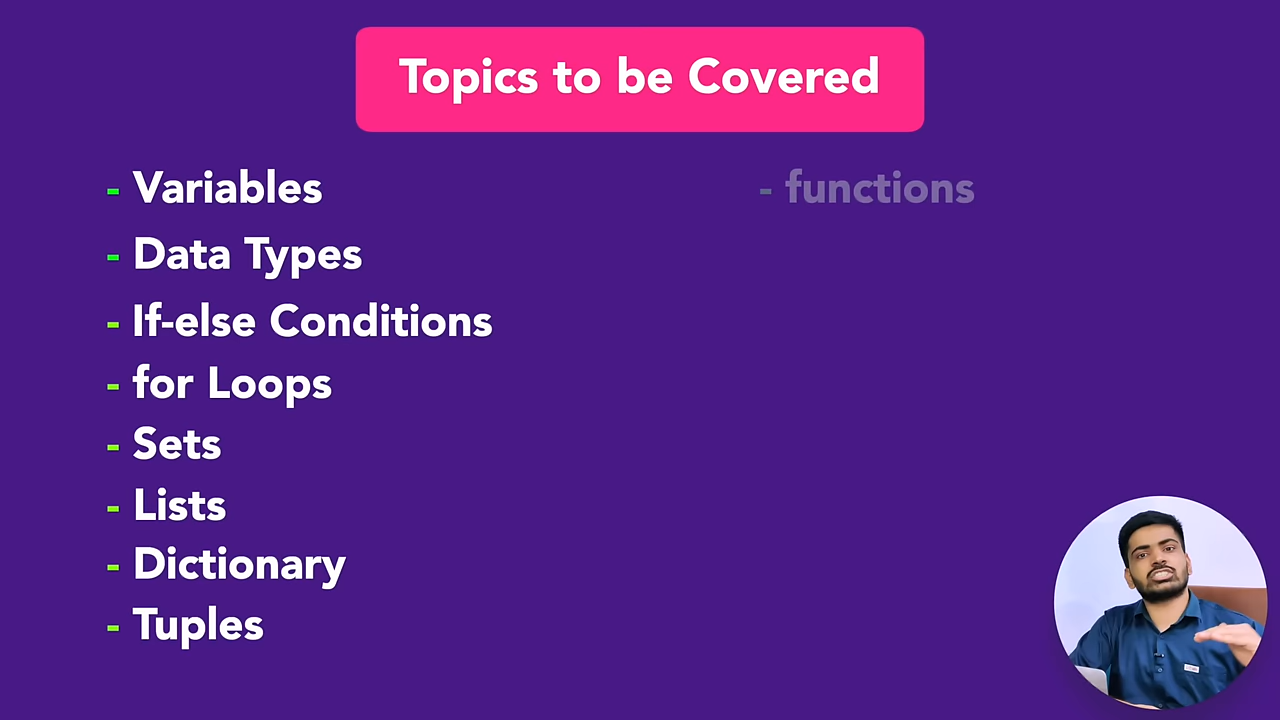 Topics to be Covered
- Variables
- Data Types
- If-else Conditions
- for Loops
- Sets
- Lists
- Dictionary
- Tuples
- functions